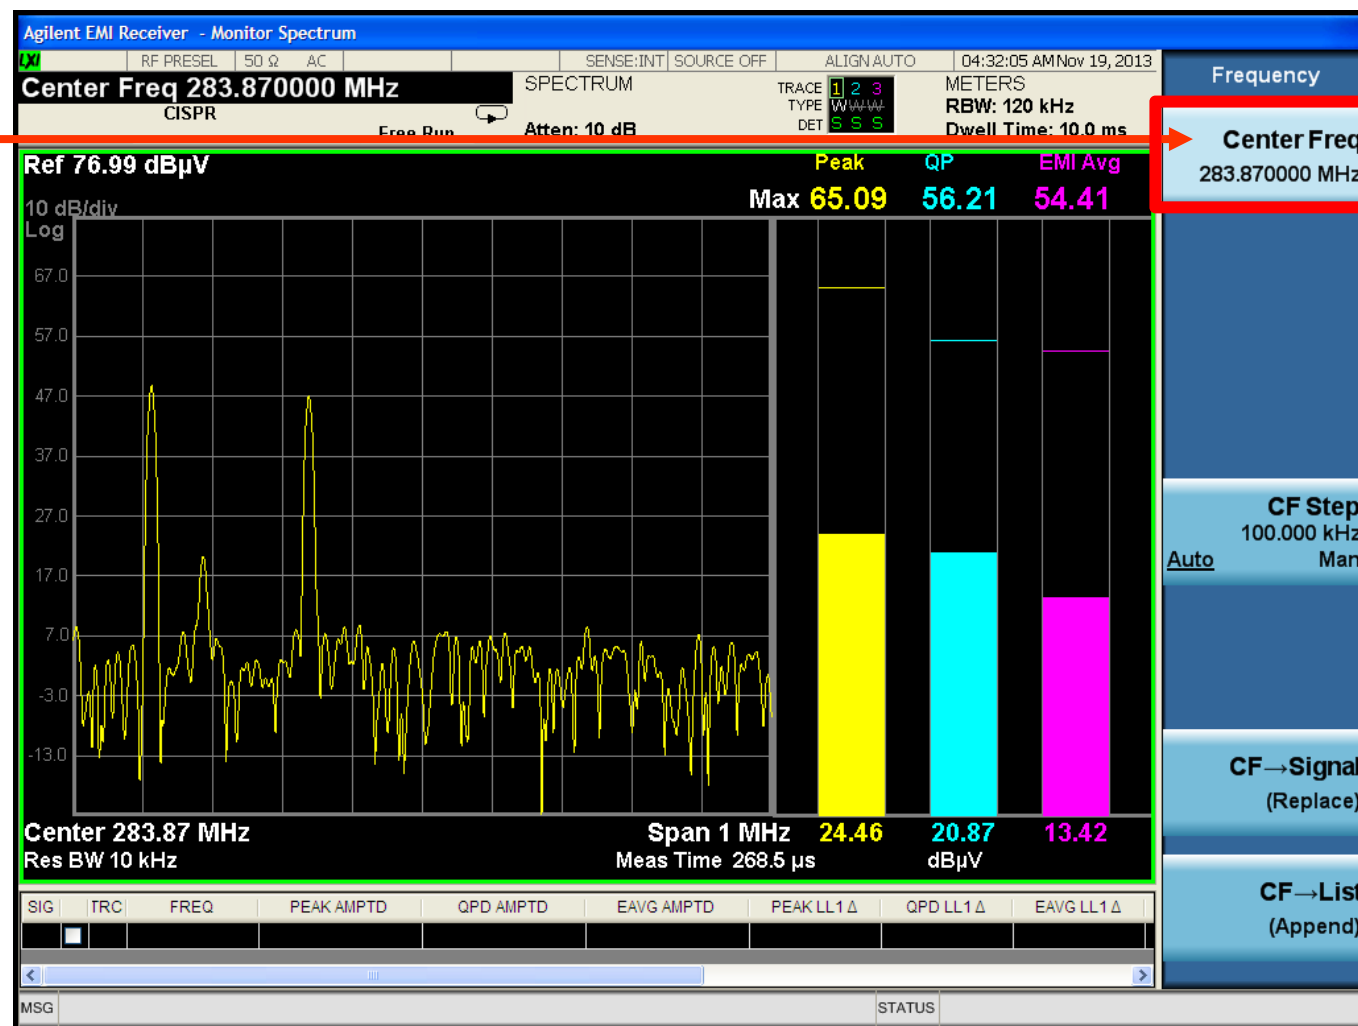 Agilent EMI Receiver - Monitor Spectrum
LXI RF PRESEL 50 Ω AC SENSE:INT SOURCE OFF ALIGN AUTO 04:32:05 AM Nov 19, 2013
Center Freq 283.870000 MHz
CISPR
Free Run
SPECTRUM
Atten: 10 dB
TRACE 1 2 3
TYPE W W W
DET S S S
METERS
RBW: 120 kHz
Dwell Time: 10.0 ms
Ref 76.99 dBµV
Peak QP EMI Avg
Max 65.09 56.21 54.41
10 dB/div
Log
67.0
57.0
47.0
37.0
27.0
17.0
7.0
-3.0
-13.0
Center 283.87 MHz Span 1 MHz 24.46 20.87 13.42
Res BW 10 kHz Meas Time 268.5 µs dBµV
SIG TRC FREQ PEAK AMPTD QPD AMPTD EAVG AMPTD PEAK LL1 Δ QPD LL1 Δ EAVG LL1 Δ
MSG STATUS
Frequency
Center Freq
283.870000 MHz
CF Step
100.000 kHz
Auto Man
CF→Signal
(Replace)
CF→List
(Append)